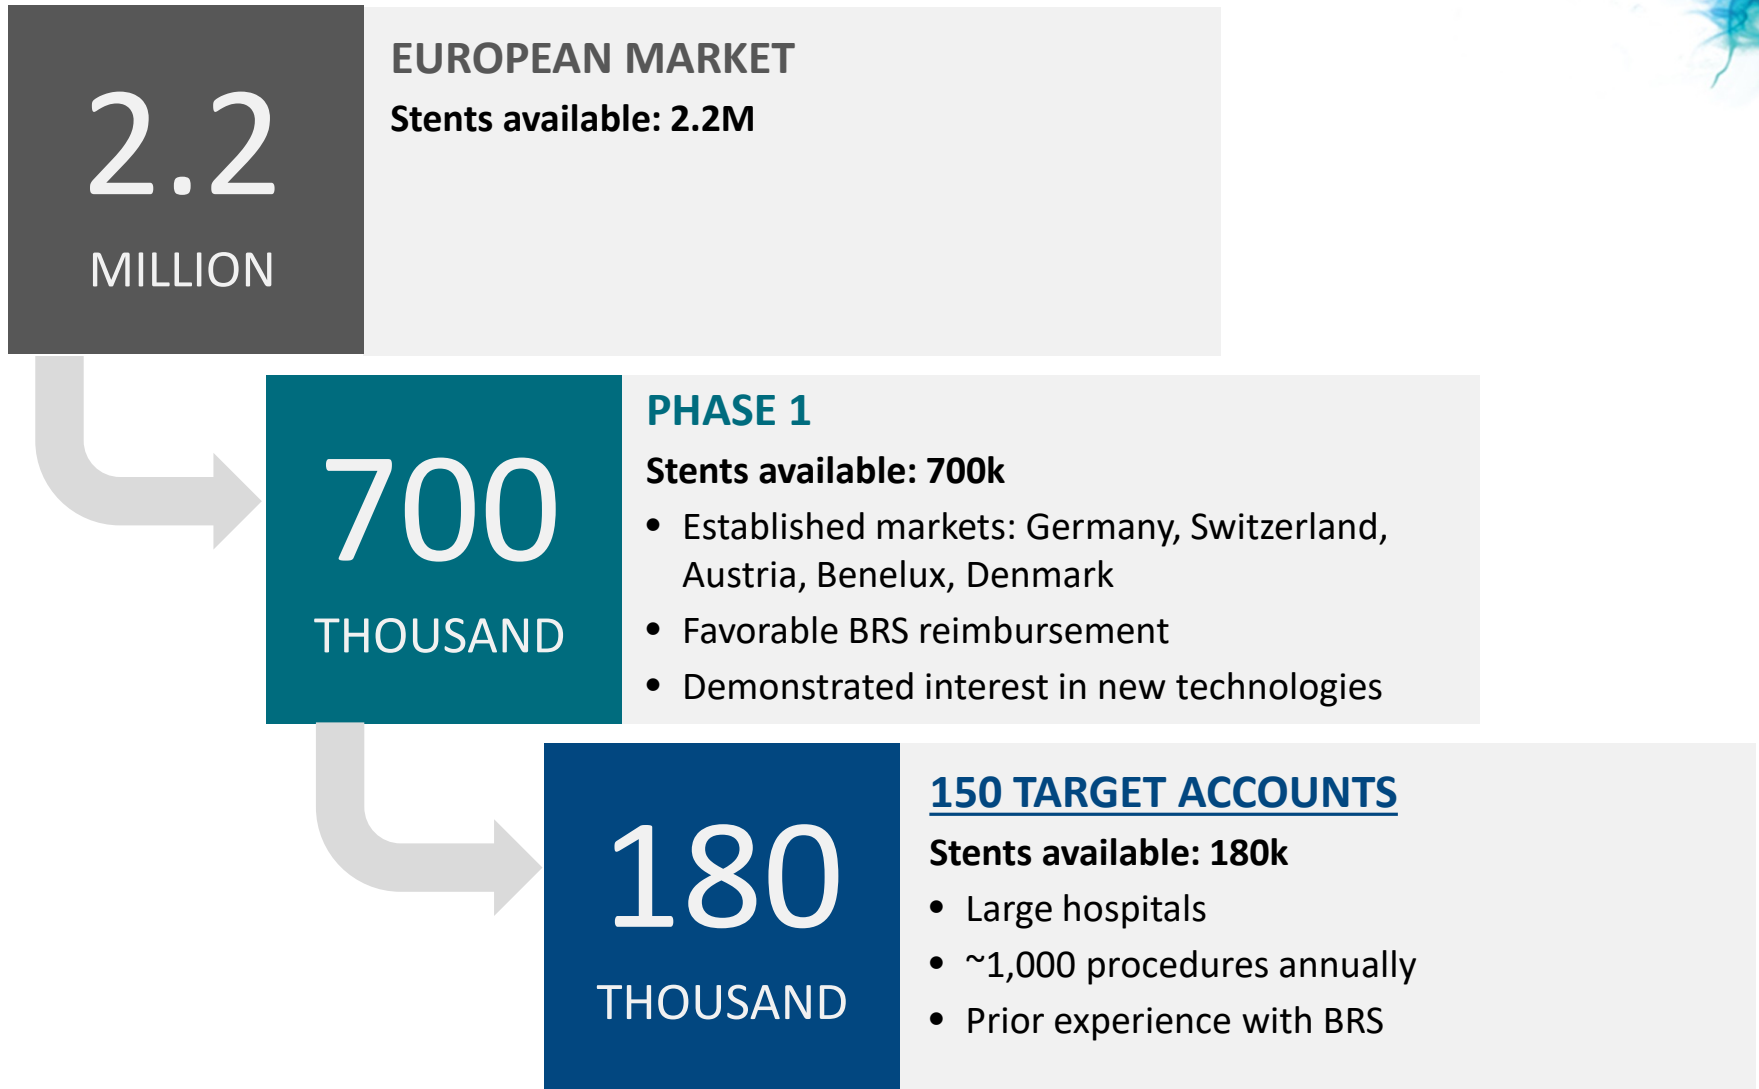 2.2
MILLION
EUROPEAN MARKET
Stents available: 2.2M
700
THOUSAND
PHASE 1
Stents available: 700k
• Established markets: Germany, Switzerland,
Austria, Benelux, Denmark
• Favorable BRS reimbursement
• Demonstrated interest in new technologies
180
THOUSAND
150 TARGET ACCOUNTS
Stents available: 180k
• Large hospitals
• ~1,000 procedures annually
• Prior experience with BRS